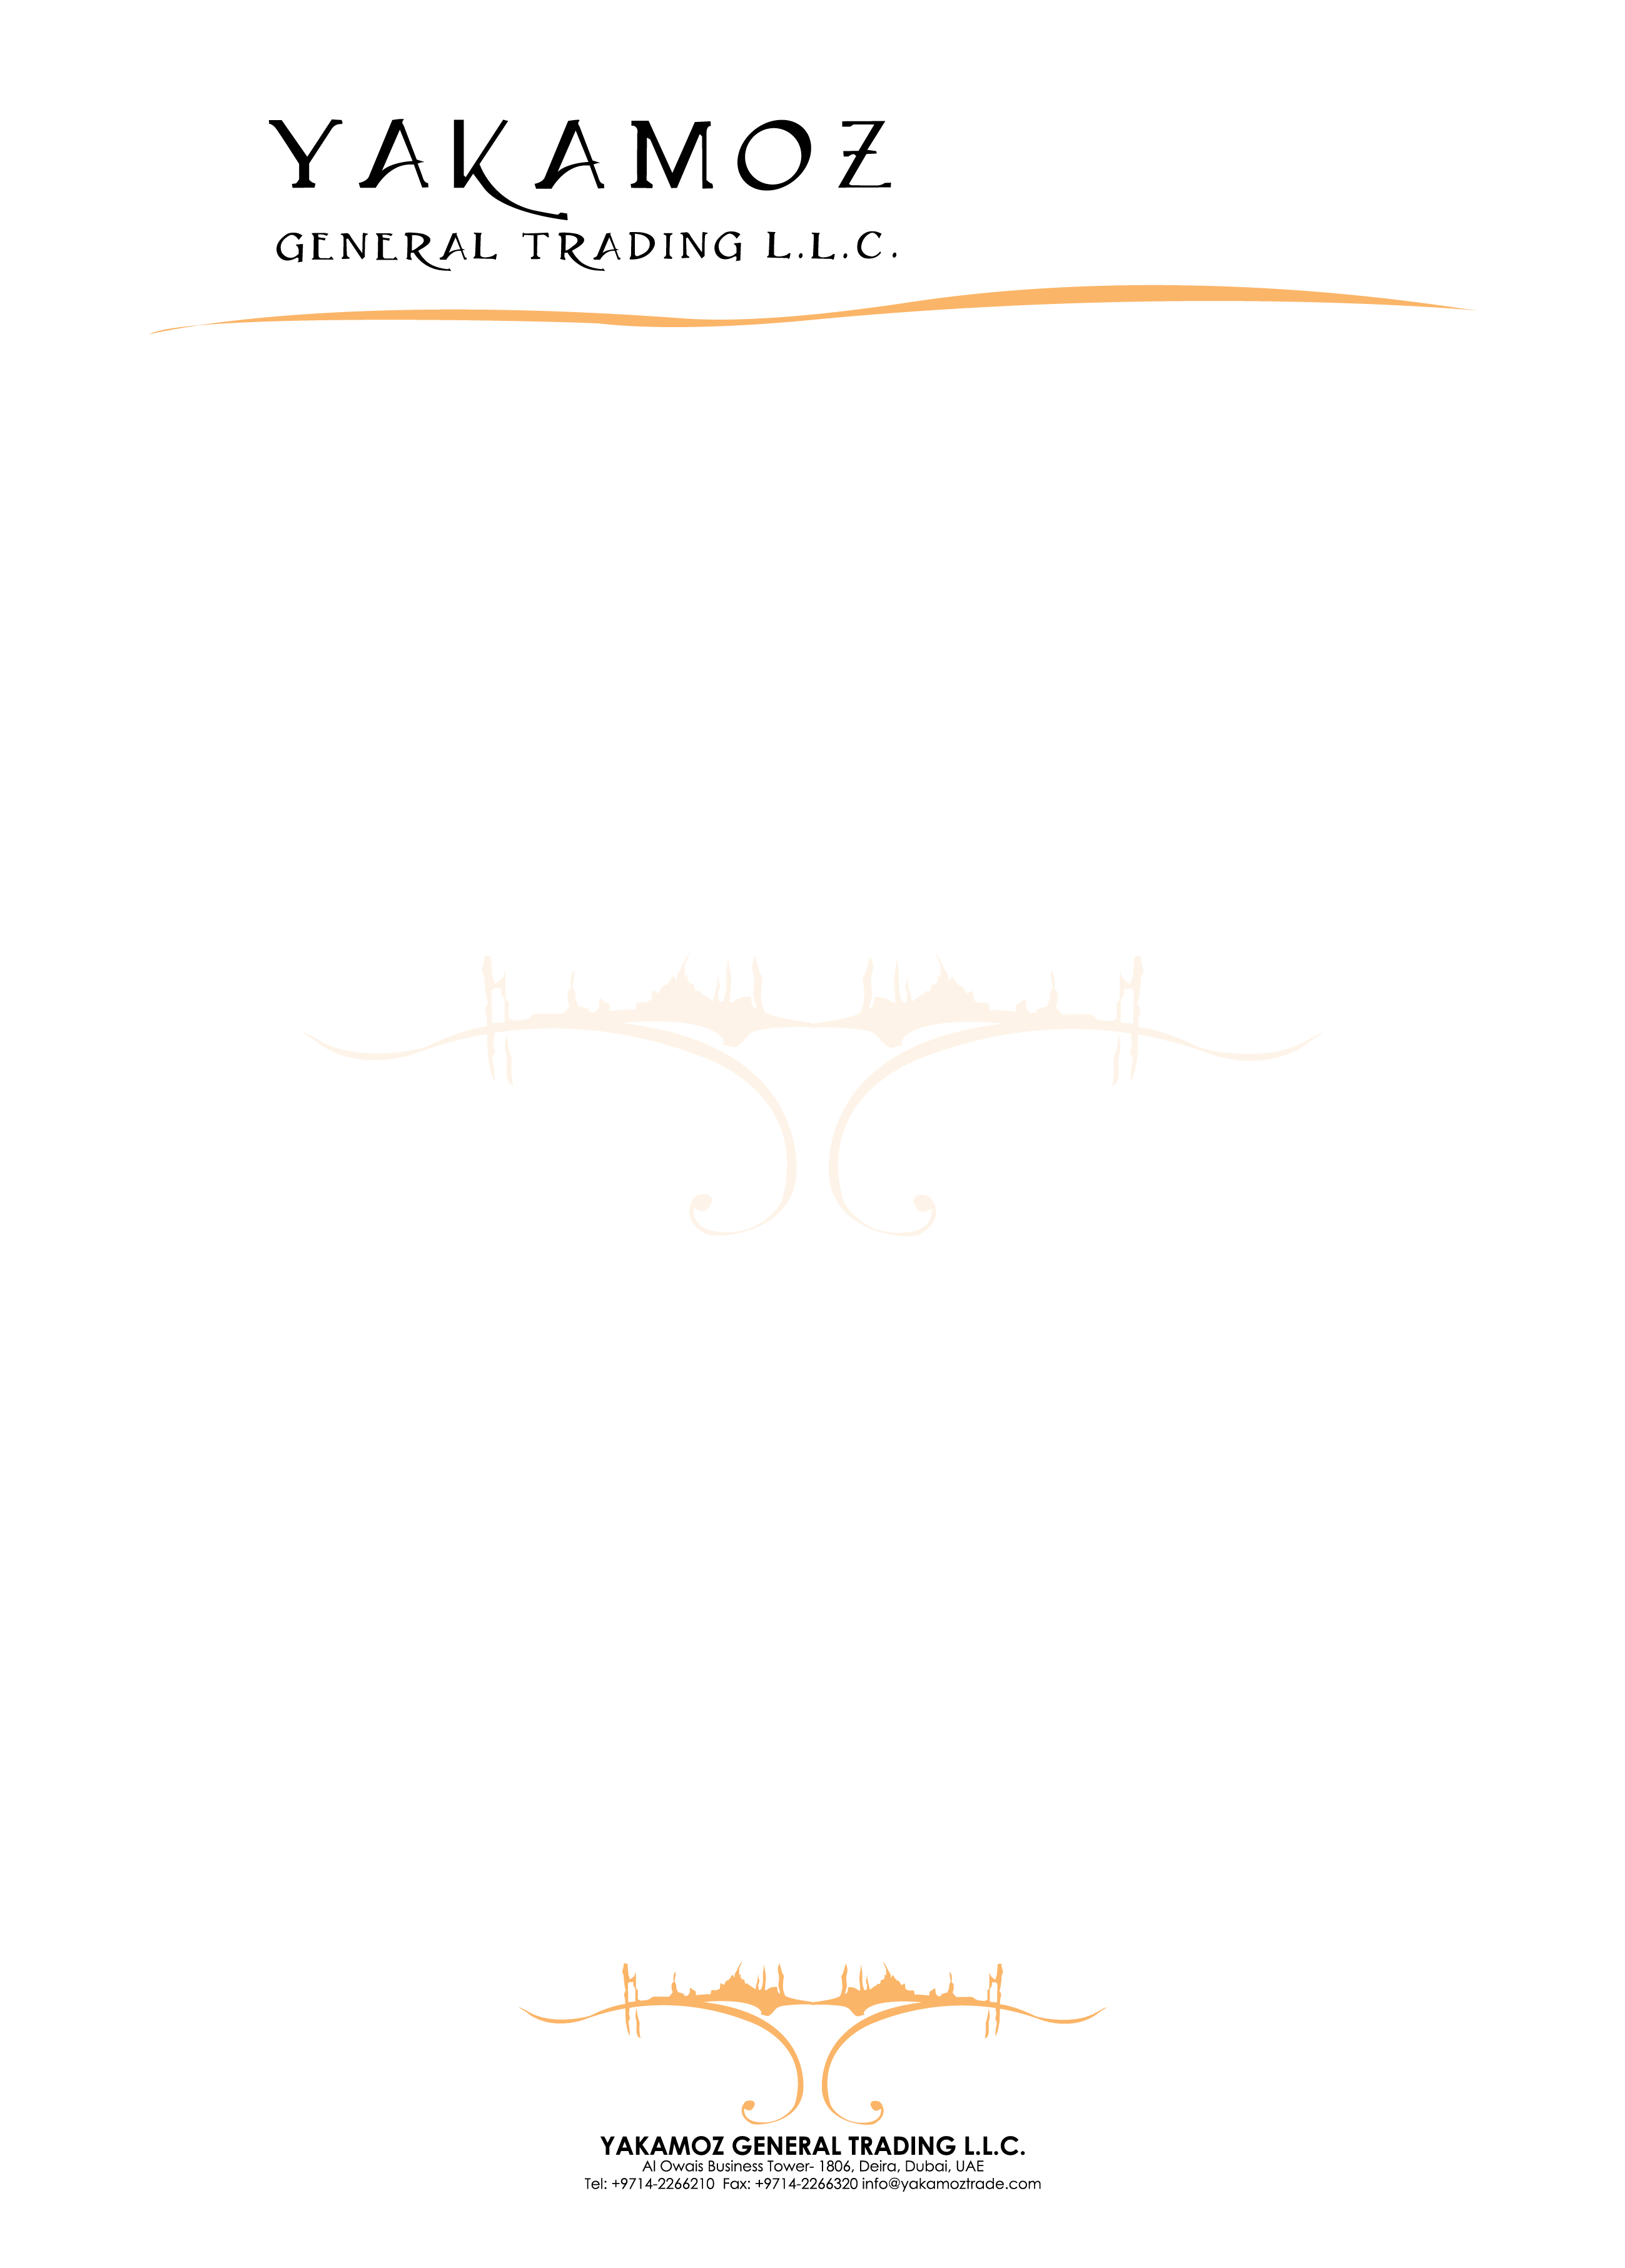 YAKAMOZ
GENERAL TRADING L.L.C.
YAKAMOZ GENERAL TRADING L.L.C.
Al Owais Business Tower- 1806, Deira, Dubai, UAE
Tel: +9714-2266210 Fax: +9714-2266320 info@yakamoztrade.com